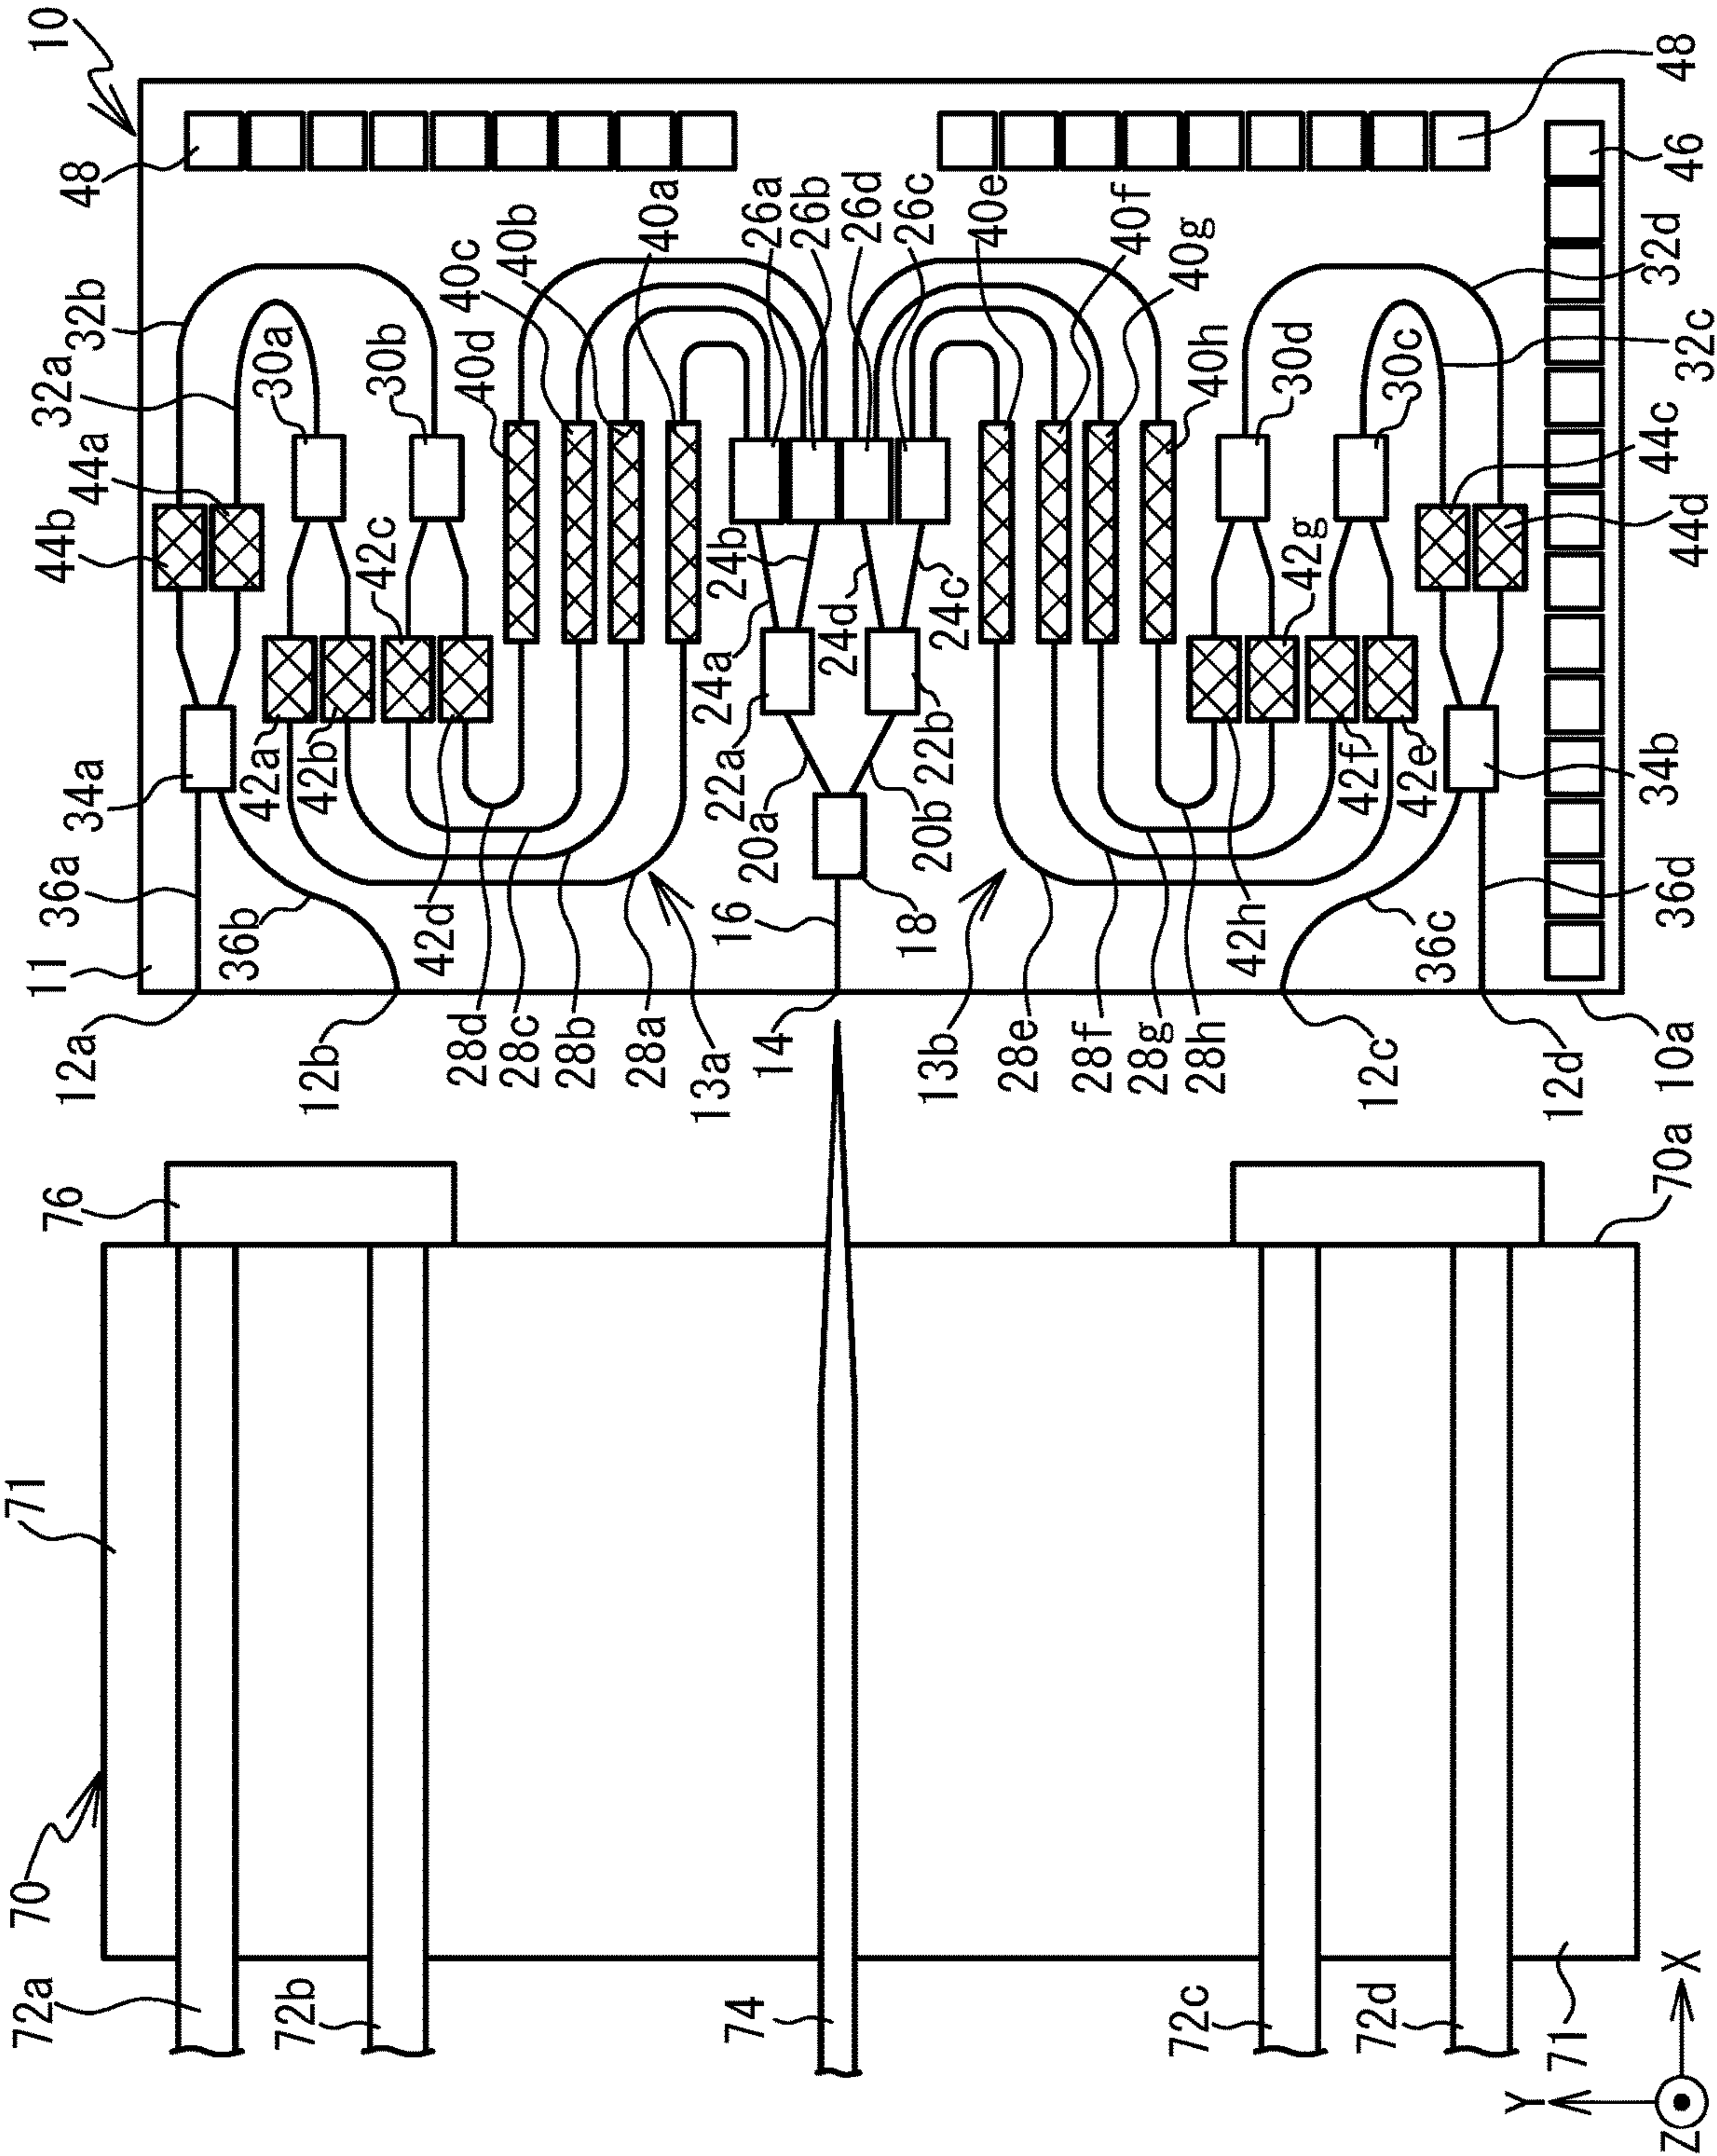 10
48
48
32b
32a
30a
30b
44a
44b
40d
40c
40b
40a
26a
26b
26d
26c
40e
40f
40g
40h
30d
30c
32d
32c
46
44c
44d
42c
42g
24b
24a
24d
24c
34a
42a
42b
22a
20a
20b
22b
42f
42e
34b
36a
36b
42d
16
18
42h
36c
36d
11
12a
12b
28d
28c
28b
28a
13a
14
13b
28e
28f
28g
28h
12c
12d
10a
76
70a
71
70
72a
72b
74
72c
72d
71
X
Y
Z